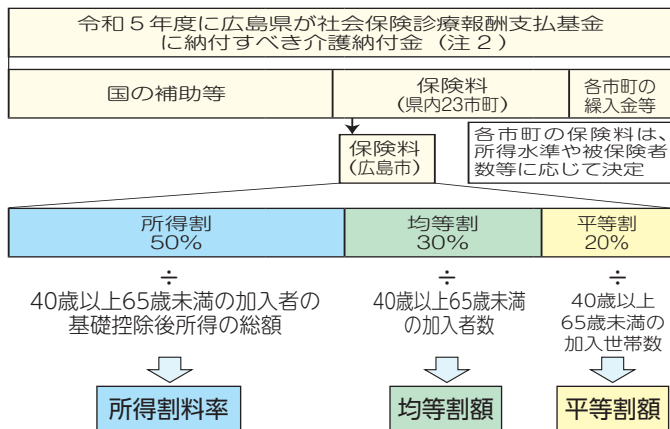 令和5年度に広島県が社会保険診療報酬支払基金
に納付すべき介護納付金（注2）
国の補助等
保険料
（県内23市町）
各市町の
繰入金等
保険料
（広島市）
各市町の保険料は、
所得水準や被保険者
数等に応じて決定
所得割
50%
均等割
30%
平等割
20%
÷
40歳以上65歳未満の加入者の
基礎控除後所得の総額
÷
40歳以上65歳未満
の加入者数
÷
40歳以上
65歳未満の
加入世帯数
所得割料率
均等割額
平等割額